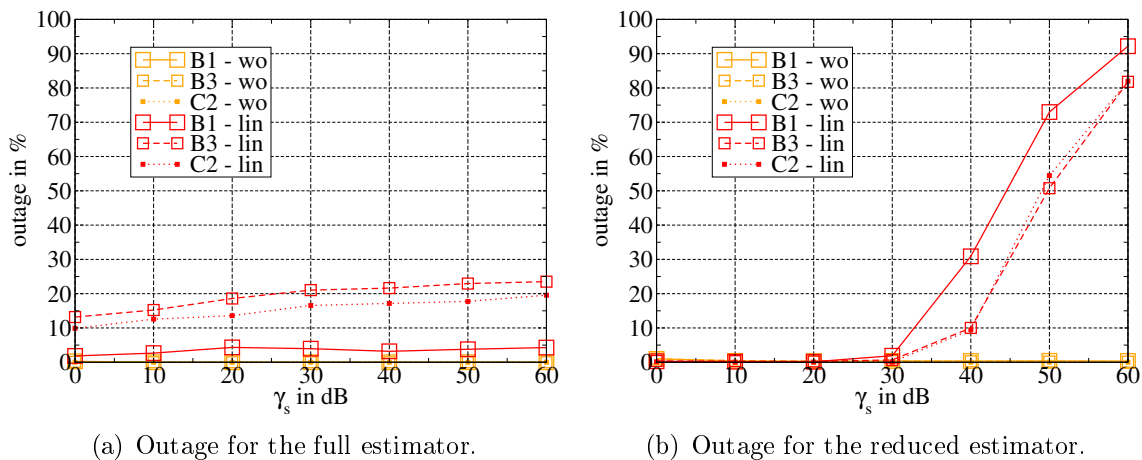 100
90
80
70
60
50
40
30
20
10
0
outage in %
B1 - wo
B3 - wo
C2 - wo
B1 - lin
B3 - lin
C2 - lin
0 10 20 30 40 50 60
γs in dB
(a) Outage for the full estimator.
100
90
80
70
60
50
40
30
20
10
0
outage in %
B1 - wo
B3 - wo
C2 - wo
B1 - lin
B3 - lin
C2 - lin
0 10 20 30 40 50 60
γs in dB
(b) Outage for the reduced estimator.